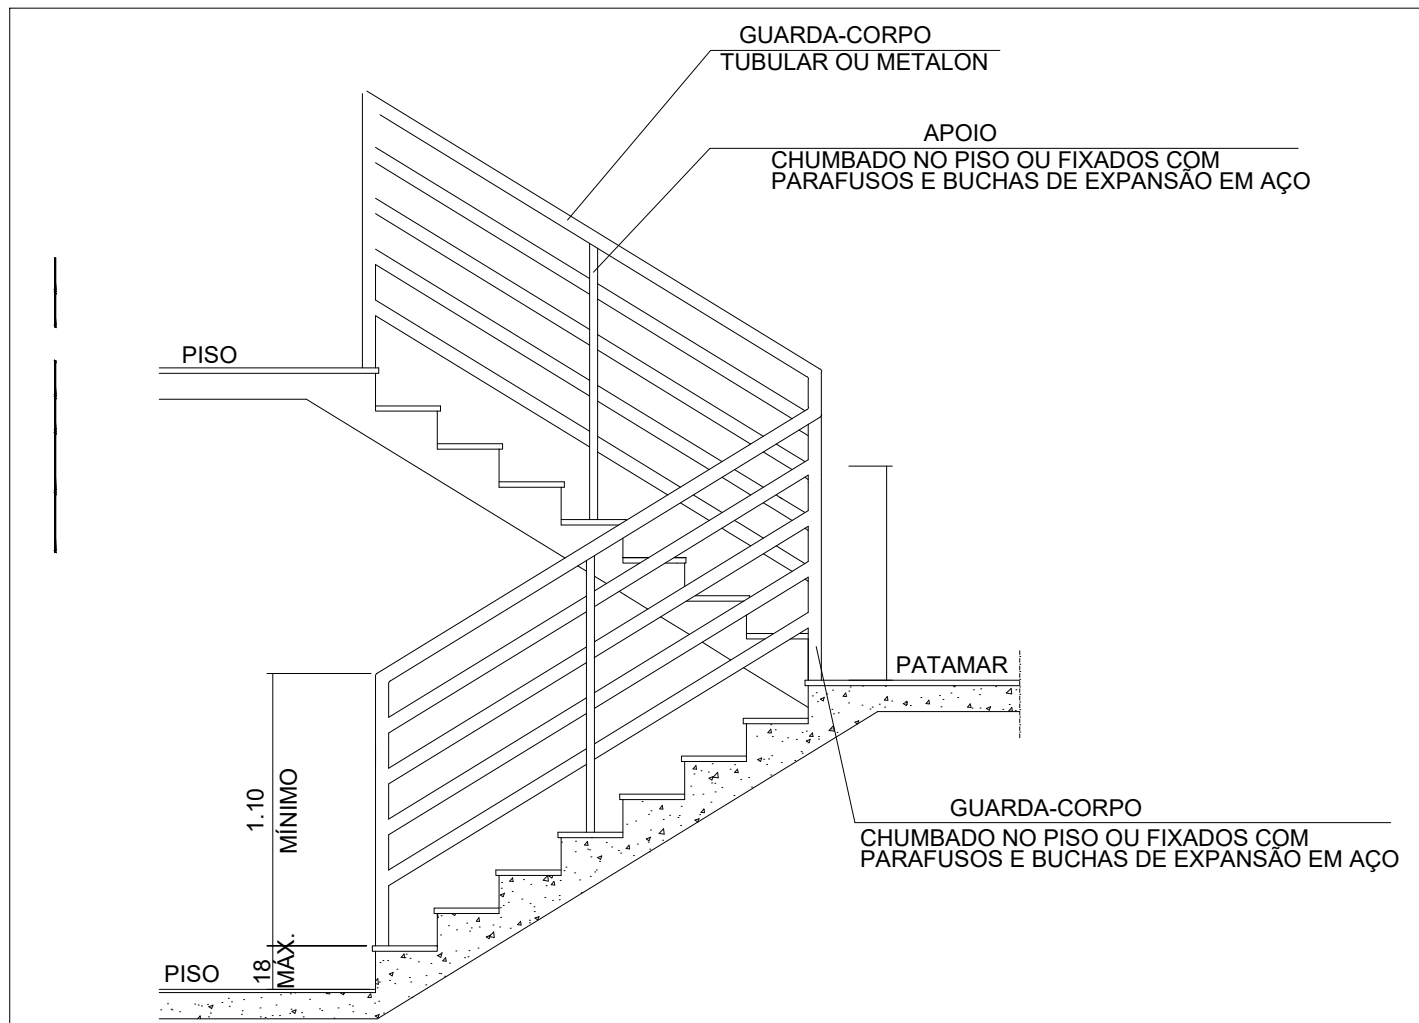 GUARDA-CORPO
TUBULAR OU METALON
APOIO
CHUMBADO NO PISO OU FIXADOS COM
PARAFUSOS E BUCHAS DE EXPANSÃO EM AÇO
PISO
PATAMAR
1.10
MÍNIMO
GUARDA-CORPO
CHUMBADO NO PISO OU FIXADOS COM
PARAFUSOS E BUCHAS DE EXPANSÃO EM AÇO
18
MÁX.
PISO